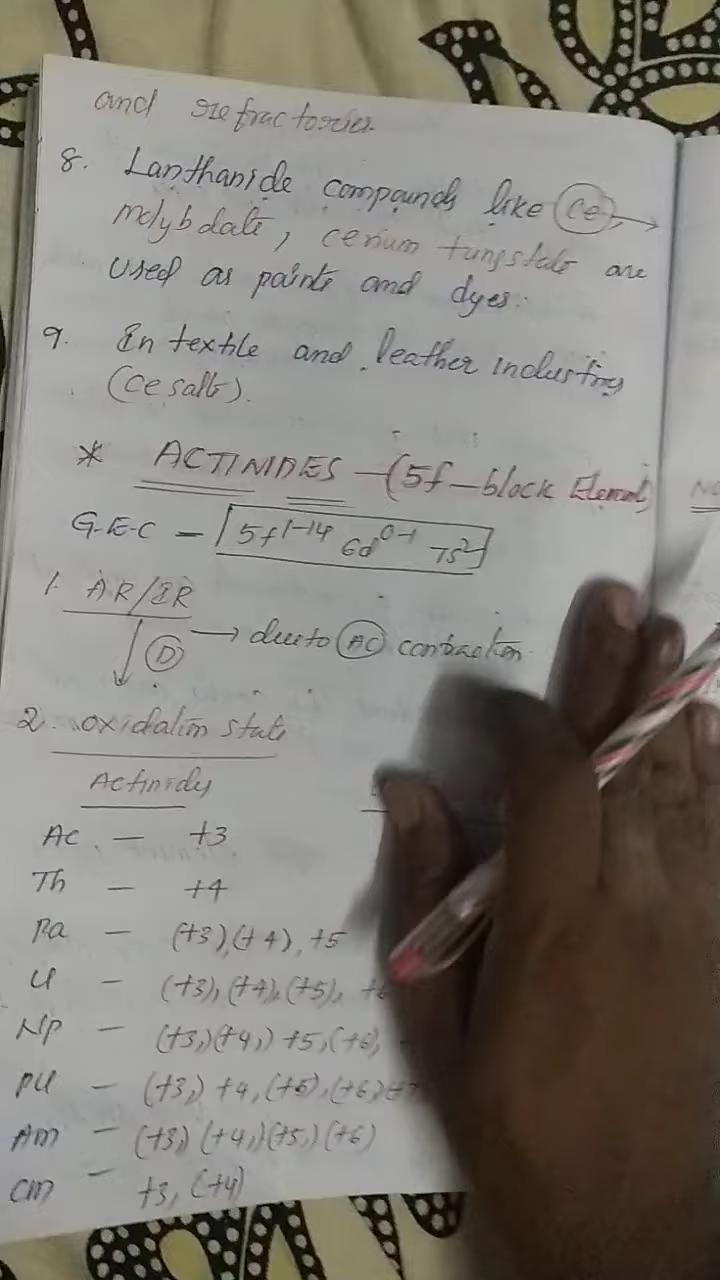 and refractories.
8. Lanthanide compounds like (Ce) →
molybdate, cerium tungstate are
used as paints and dyes.
9. In textile and leather industries
(Ce salts).
* ACTINIDES – (5f – block Elements)
G.E.C – 5f¹⁻¹⁴ 6d⁰⁻¹ 7s²
1. AR/IR
↓ (D) → due to (AC) contraction
2. oxidation state
Actinides
Ac – +3
Th – +4
Pa – (+3), (+4), +5
U – (+3), (+4), (+5), +6
Np – (+3,) (+4,) +5, (+6),
Pu – (+3,) +4, (+5), (+6) +7
Am – (+3,) (+4,) (+5,) (+6)
Cm – +3, (+4)